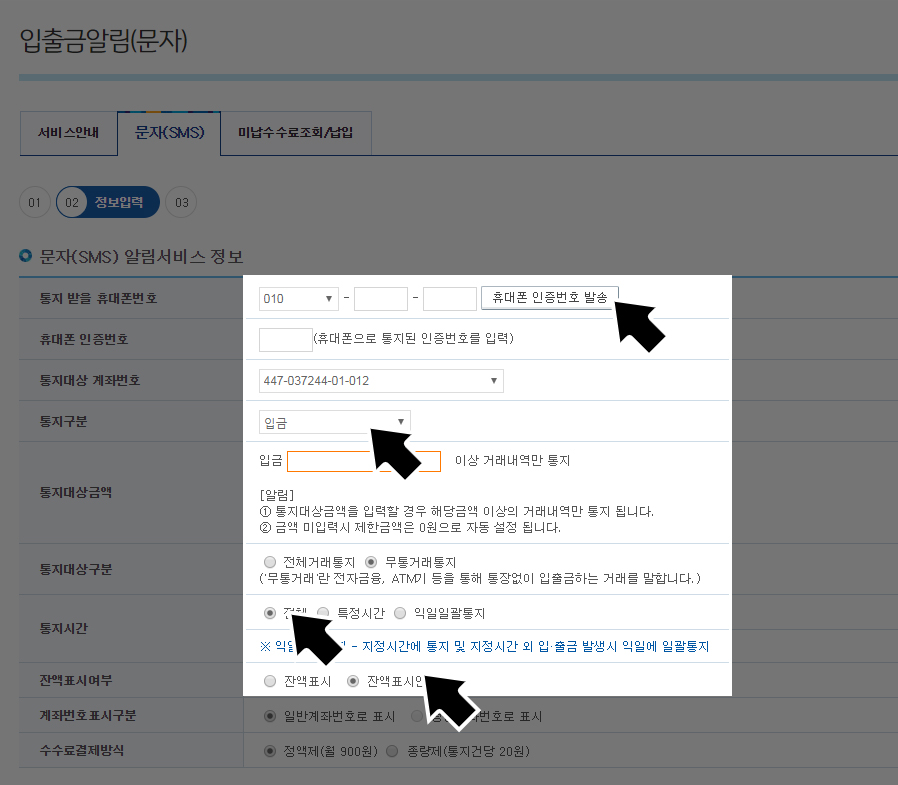 입출금알림(문자)
서비스안내 문자(SMS) 미납수수료조회/납입
01 02 정보입력 03
문자(SMS) 알림서비스 정보
통지 받을 휴대폰번호 010 - - 휴대폰 인증번호 발송
휴대폰 인증번호 (휴대폰으로 통지된 인증번호를 입력)
통지대상 계좌번호 447-037244-01-012
통지구분 입금
통지대상금액 입금 이상 거래내역만 통지
[알림]
① 통지대상금액을 입력할 경우 해당금액 이상의 거래내역만 통지 됩니다.
② 금액 미입력시 제한금액은 0원으로 자동 설정 됩니다.
통지대상구분 전체거래통지 무통거래통지
('무통거래'란 전자금융, ATM기 등을 통해 통장없이 입출금하는 거래를 말합니다.)
통지시간 전체 특정시간 익일일괄통지
※ - 지정시간에 통지 및 지정시간 외 입·출금 발생시 익일에 일괄통지
잔액표시여부 잔액표시 잔액표시안
계좌번호표시구분 일반계좌번호로 표시 번호로 표시
수수료결제방식 정액제(월 900원) 종량제(통지건당 20원)